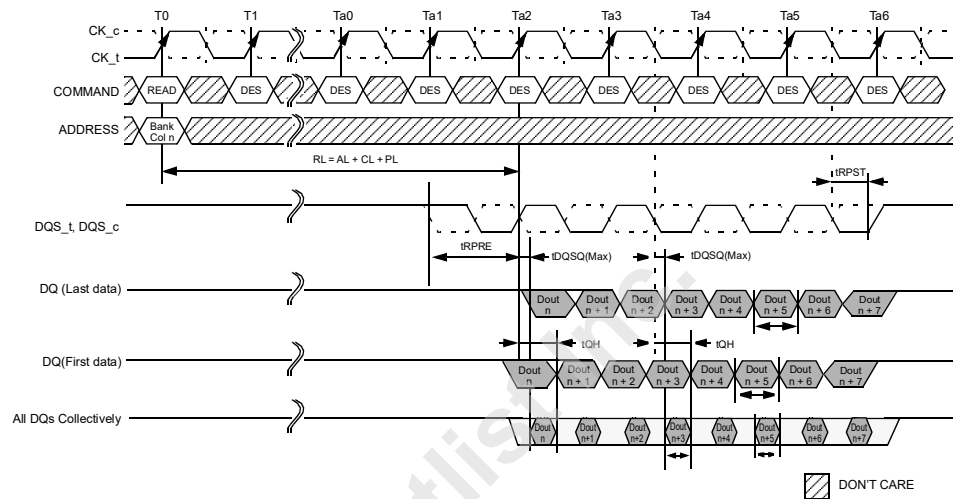 T0 T1 Ta0 Ta1 Ta2 Ta3 Ta4 Ta5 Ta6
CK_c
CK_t
COMMAND READ DES DES DES DES DES DES DES DES
ADDRESS Bank
Col n
RL = AL + CL + PL
tRPST
DQS_t, DQS_c
tRPRE tDQSQ(Max) tDQSQ(Max)
DQ (Last data) Dout Dout Dout Dout Dout Dout Dout Dout
n n + 1 n + 2 n + 3 n + 4 n + 5 n + 6 n + 7
tQH tQH
DQ(First data) Dout Dout Dout Dout Dout Dout Dout Dout
n n + 1 n + 2 n + 3 n + 4 n + 5 n + 6 n + 7
All DQs Collectively Dout Dout Dout Dout Dout Dout Dout Dout
n n+1 n+2 n+3 n+4 n+5 n+6 n+7
DON'T CARE